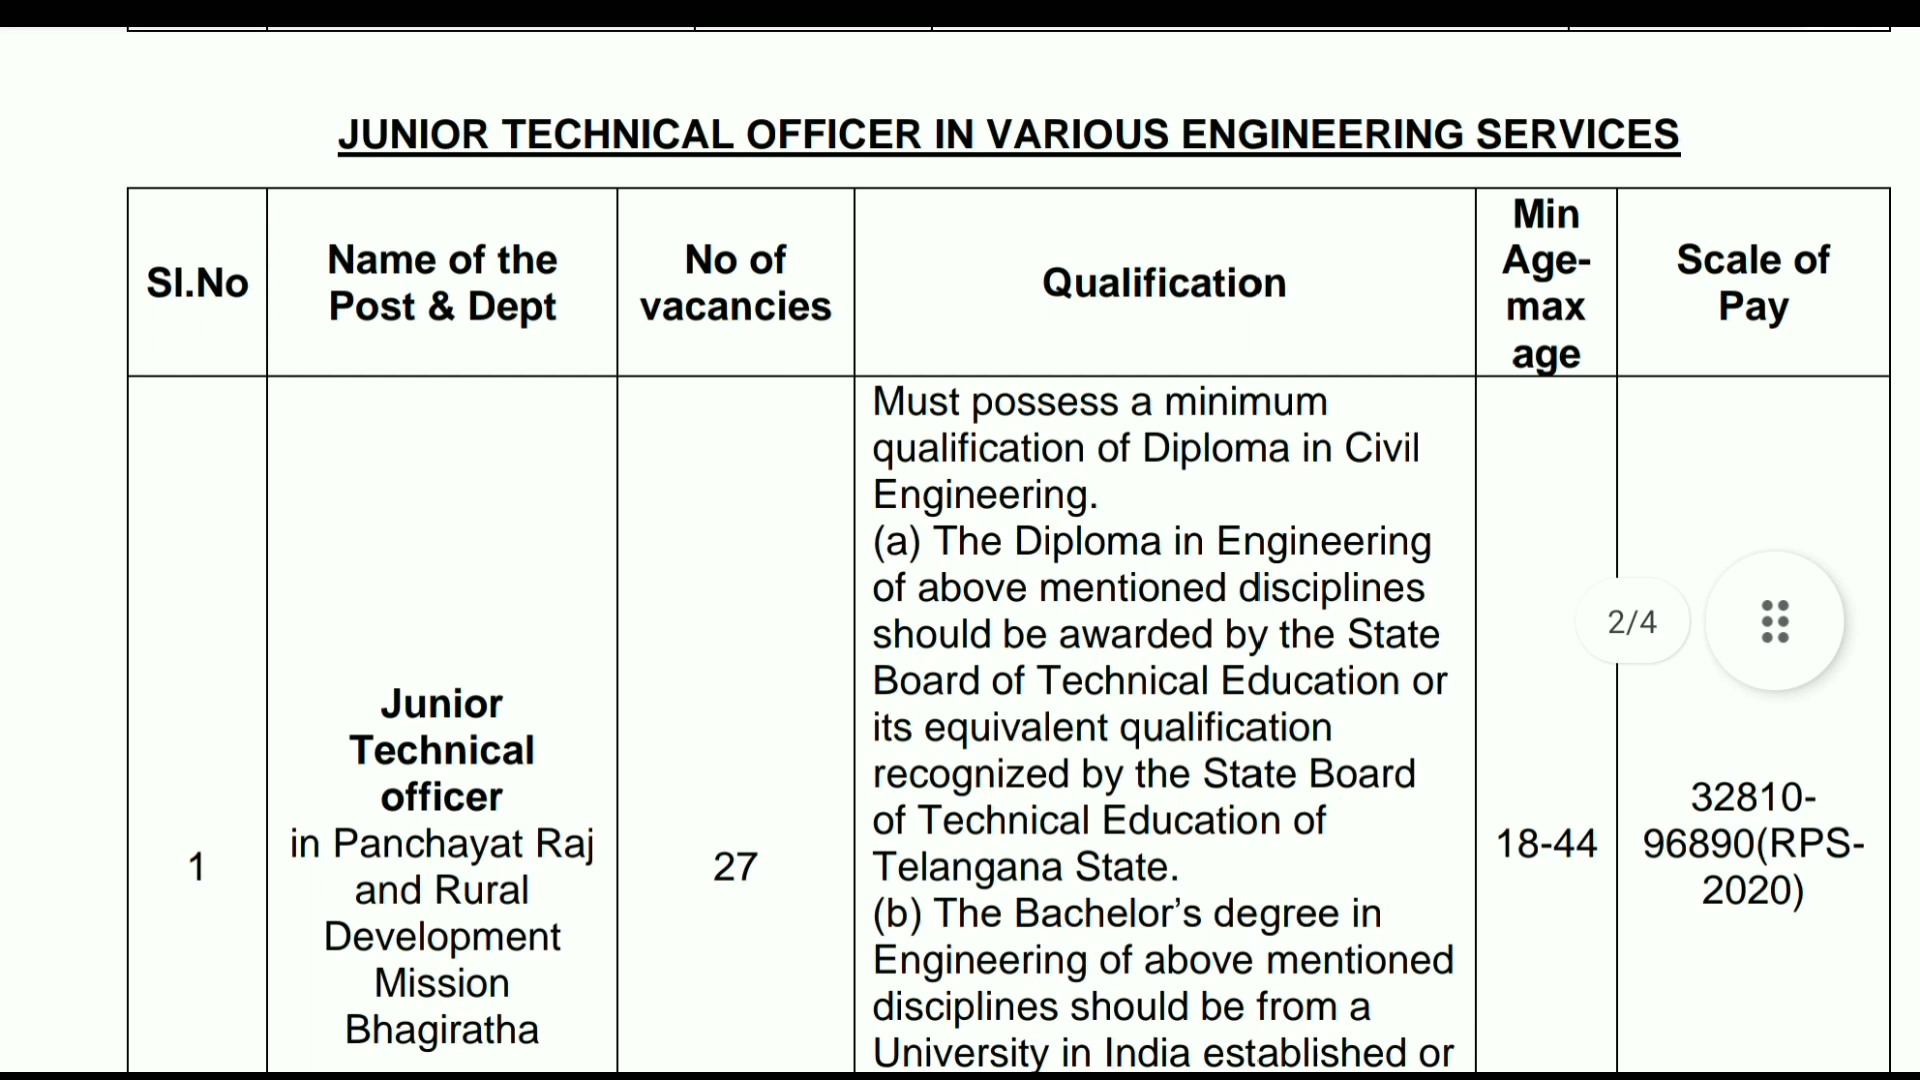 JUNIOR TECHNICAL OFFICER IN VARIOUS ENGINEERING SERVICES
Sl.No
Name of the
Post & Dept
No of
vacancies
Qualification
Min
Age-
max
age
Scale of
Pay
1
Junior
Technical
officer
in Panchayat Raj
and Rural
Development
Mission
Bhagiratha
27
Must possess a minimum
qualification of Diploma in Civil
Engineering.
(a) The Diploma in Engineering
of above mentioned disciplines
should be awarded by the State
Board of Technical Education or
its equivalent qualification
recognized by the State Board
of Technical Education of
Telangana State.
(b) The Bachelor’s degree in
Engineering of above mentioned
disciplines should be from a
University in India established or
18-44
32810-
96890(RPS-
2020)
2/4